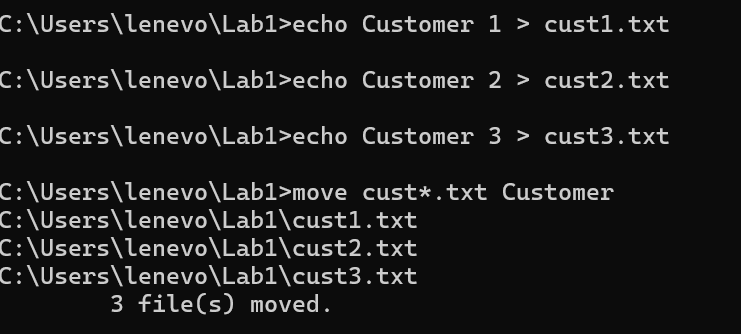 C:\Users\lenevo\Lab1>echo Customer 1 > cust1.txt
C:\Users\lenevo\Lab1>echo Customer 2 > cust2.txt
C:\Users\lenevo\Lab1>echo Customer 3 > cust3.txt
C:\Users\lenevo\Lab1>move cust*.txt Customer
C:\Users\lenevo\Lab1\cust1.txt
C:\Users\lenevo\Lab1\cust2.txt
C:\Users\lenevo\Lab1\cust3.txt
        3 file(s) moved.